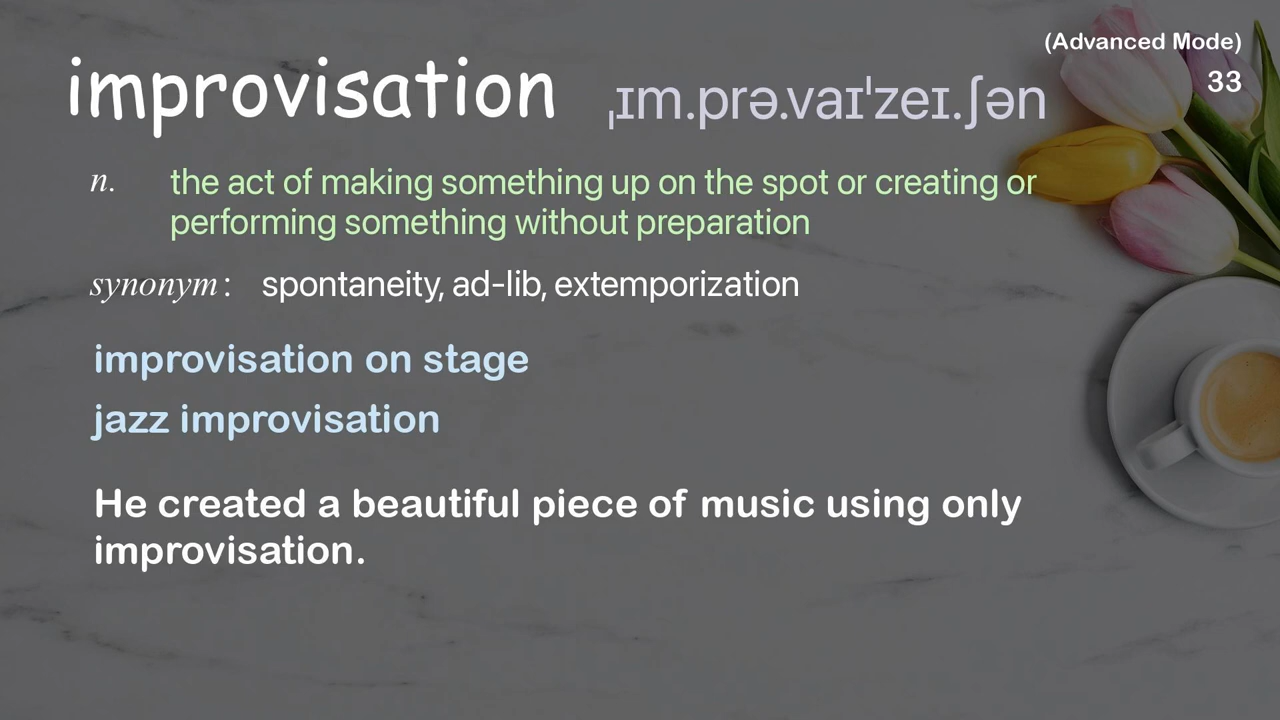 (Advanced Mode)
improvisation ˌɪm.prə.vaɪˈzeɪ.ʃən
33
n. the act of making something up on the spot or creating or
performing something without preparation
synonym : spontaneity, ad-lib, extemporization
improvisation on stage
jazz improvisation
He created a beautiful piece of music using only
improvisation.